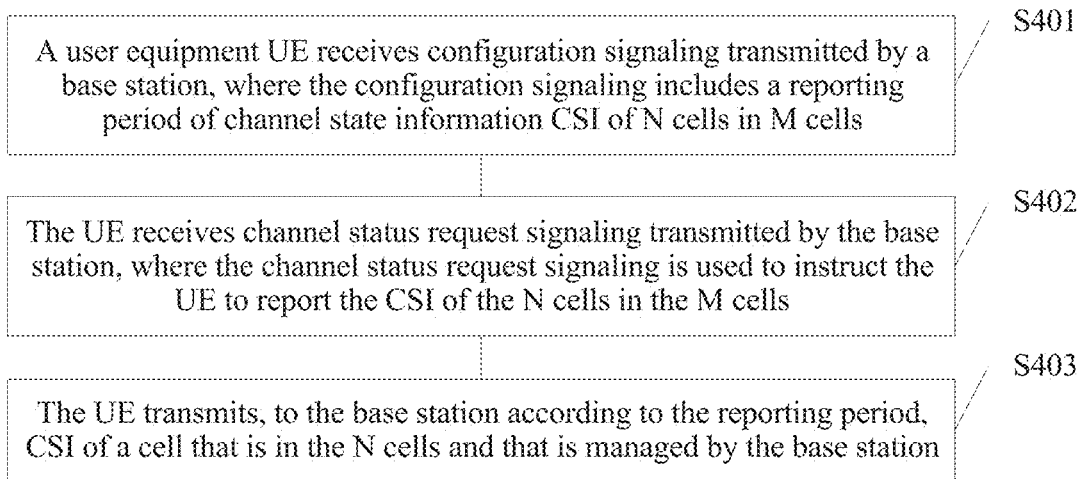 S401
A user equipment UE receives configuration signaling transmitted by a
base station, where the configuration signaling includes a reporting
period of channel state information CSI of N cells in M cells
S402
The UE receives channel status request signaling transmitted by the base
station, where the channel status request signaling is used to instruct the
UE to report the CSI of the N cells in the M cells
S403
The UE transmits, to the base station according to the reporting period,
CSI of a cell that is in the N cells and that is managed by the base station